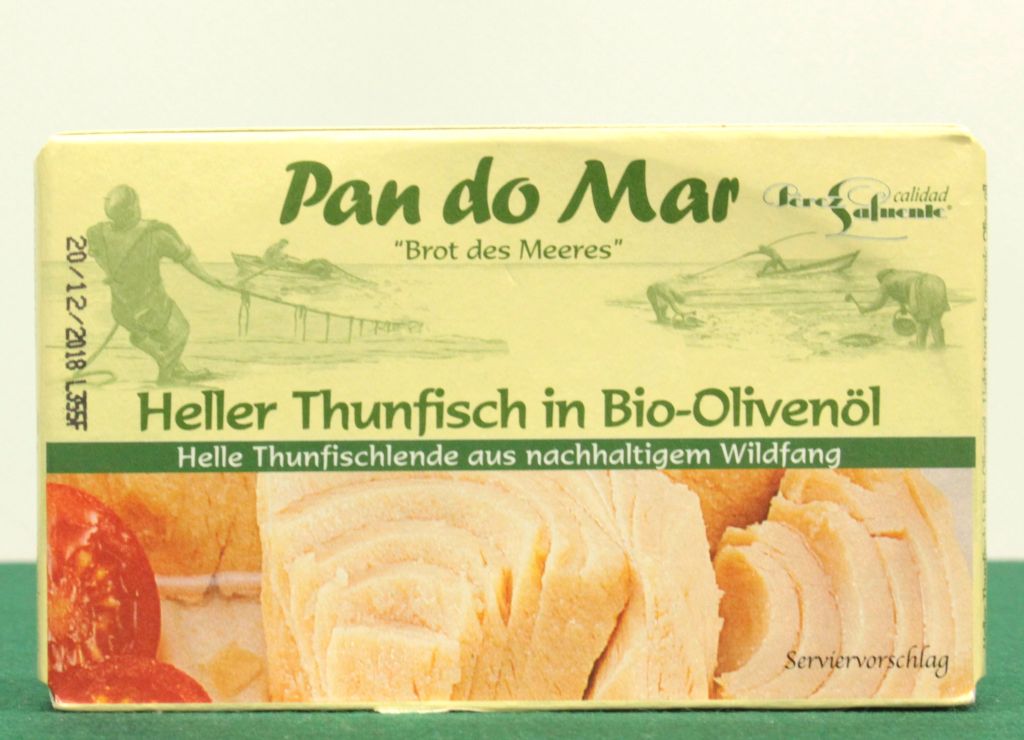 Pan do Mar
"Brot des Meeres"
calidad
Pérez Lafuente®
20/12/2018 L355F
Heller Thunfisch in Bio-Olivenöl
Helle Thunfischlende aus nachhaltigem Wildfang
Serviervorschlag